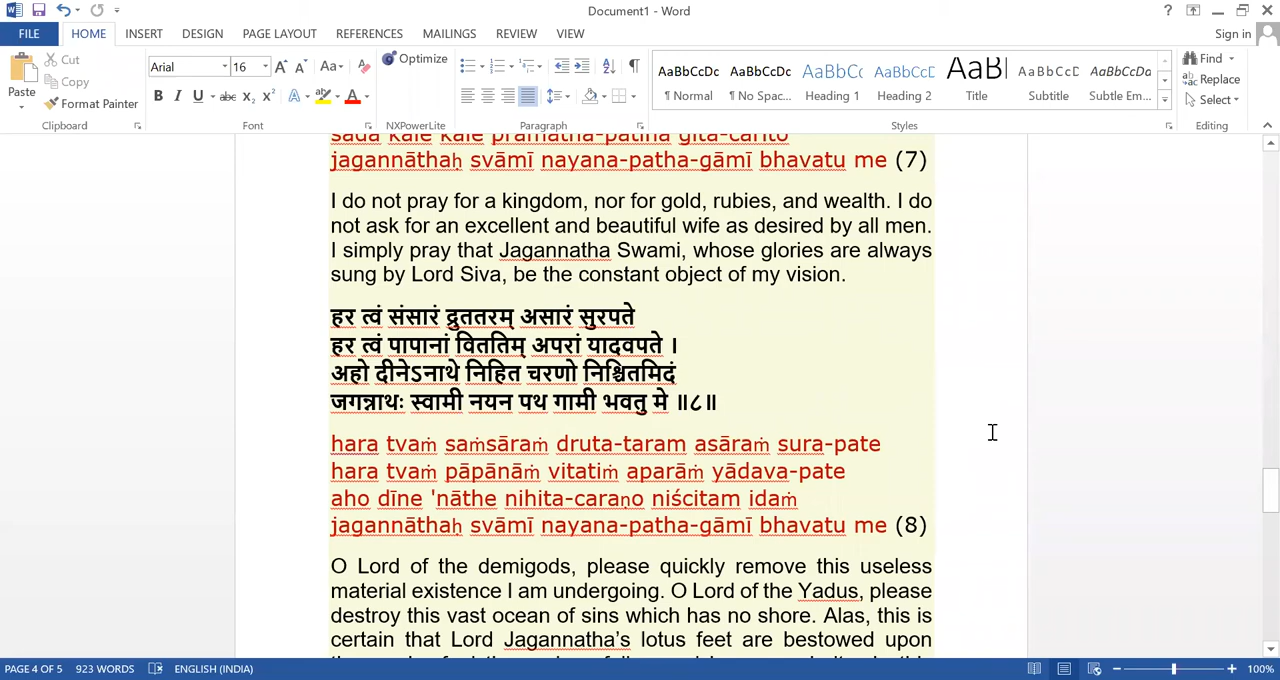 Document1 - Word
Sign in
FILE HOME INSERT DESIGN PAGE LAYOUT REFERENCES MAILINGS REVIEW VIEW
Paste
Cut
Copy
Format Painter
Arial 16
Optimize
AaBbCcDc AaBbCcDc AaBbCc AaBbCc AaBl AaBbCcD AaBbCcDa
¶ Normal ¶ No Spac... Heading 1 Heading 2 Title Subtitle Subtle Em...
Find
Replace
Select
Clipboard Font NXPowerLite Paragraph Styles Editing
sadā kāle kāle pramatha-patinā gīta-carito
jagannāthaḥ svāmī nayana-patha-gāmī bhavatu me (7)
I do not pray for a kingdom, nor for gold, rubies, and wealth. I do
not ask for an excellent and beautiful wife as desired by all men.
I simply pray that Jagannatha Swami, whose glories are always
sung by Lord Siva, be the constant object of my vision.
हर त्वं संसारं द्रुततरम् असारं सुरपते
हर त्वं पापानां विततिम् अपरां यादवपते ।
अहो दीनेऽनाथे निहित चरणो निश्चितमिदं
जगन्नाथः स्वामी नयन पथ गामी भवतु मे ॥८॥
hara tvaṁ saṁsāraṁ druta-taram asāraṁ sura-pate
hara tvaṁ pāpānāṁ vitatiṁ aparāṁ yādava-pate
aho dīne 'nāthe nihita-caraṇo niścitam idaṁ
jagannāthaḥ svāmī nayana-patha-gāmī bhavatu me (8)
O Lord of the demigods, please quickly remove this useless
material existence I am undergoing. O Lord of the Yadus, please
destroy this vast ocean of sins which has no shore. Alas, this is
certain that Lord Jagannatha’s lotus feet are bestowed upon
PAGE 4 OF 5 923 WORDS ENGLISH (INDIA) 100%